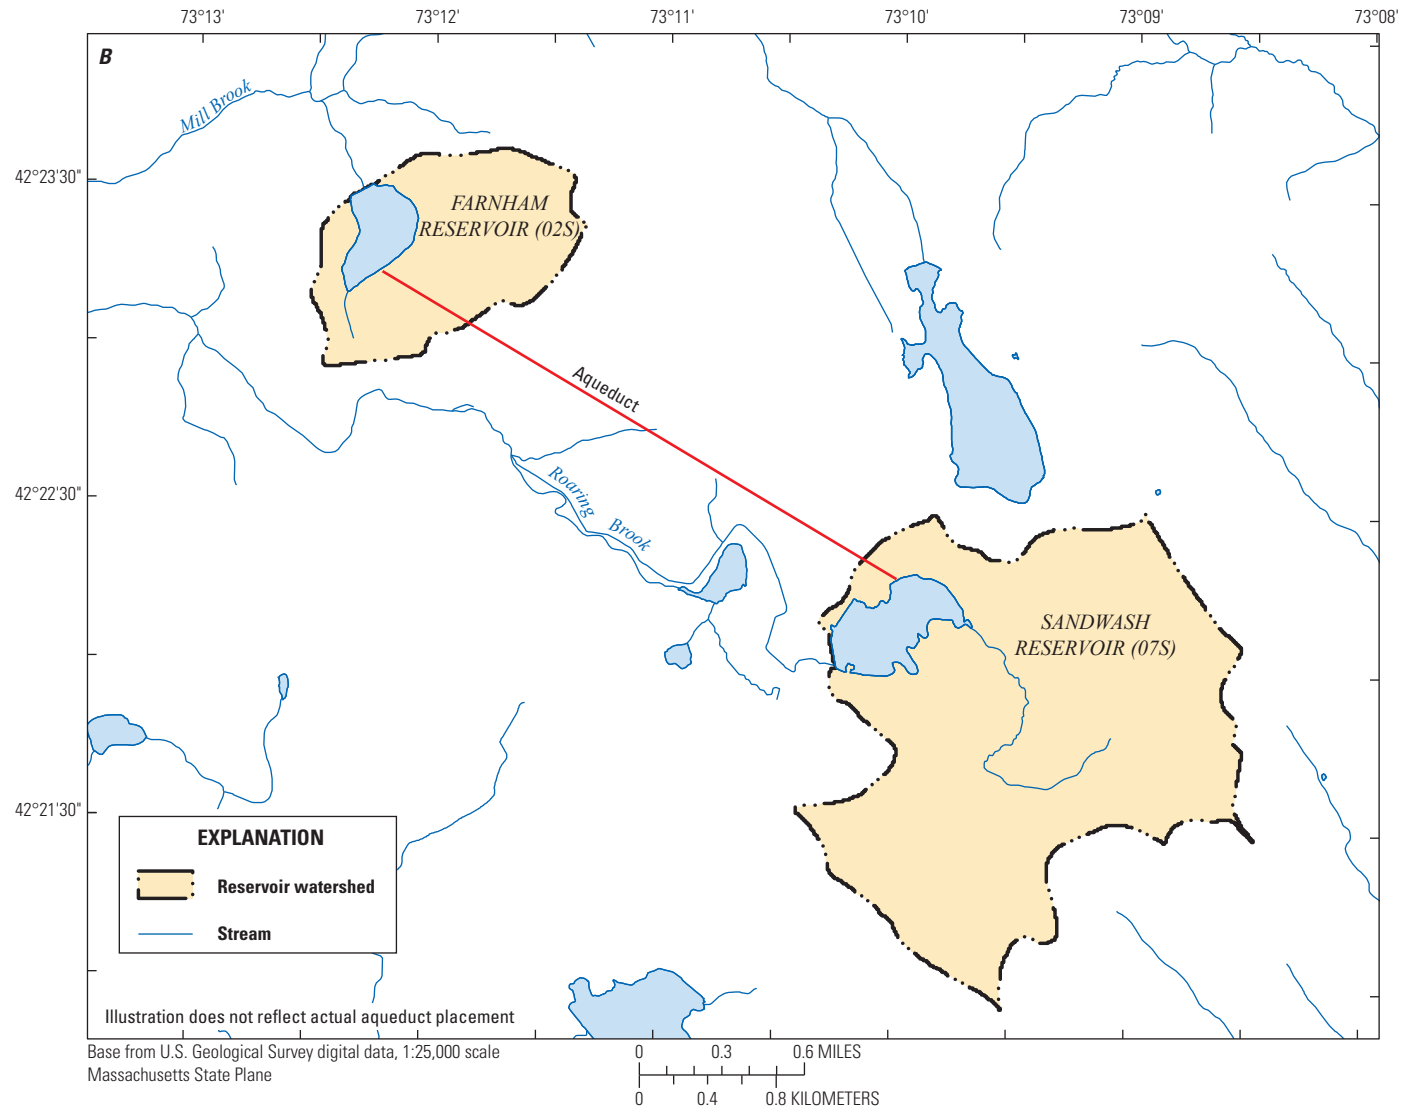 73°13' 73°12' 73°11' 73°10' 73°09' 73°08'
B
Mill Brook
42°23'30"
FARNHAM
RESERVOIR (02S)
Aqueduct
42°22'30"
Roaring
Brook
SANDWASH
RESERVOIR (07S)
42°21'30"
EXPLANATION
Reservoir watershed
Stream
Illustration does not reflect actual aqueduct placement
Base from U.S. Geological Survey digital data, 1:25,000 scale
Massachusetts State Plane
0 0.3 0.6 MILES
0 0.4 0.8 KILOMETERS